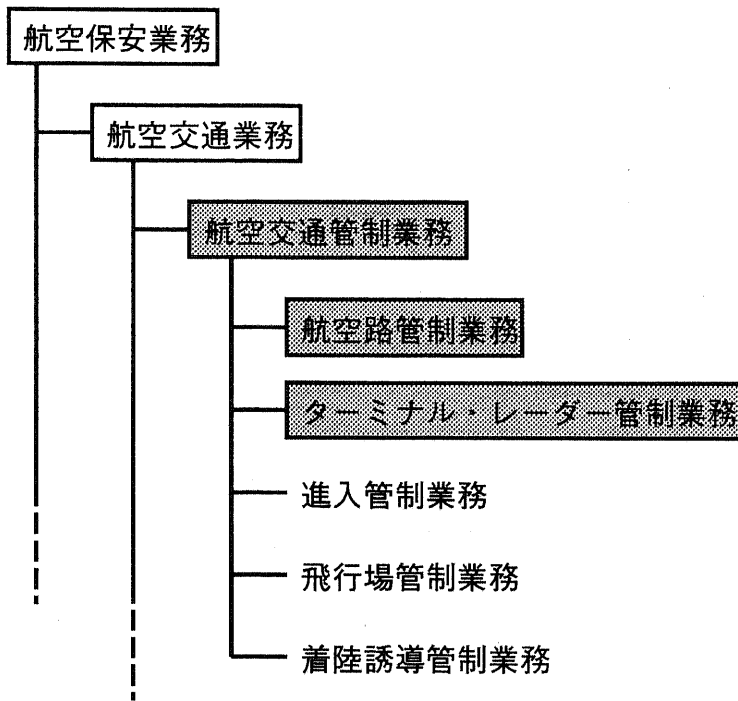 航空保安業務
航空交通業務
航空交通管制業務
航空路管制業務
ターミナル・レーダー管制業務
進入管制業務
飛行場管制業務
着陸誘導管制業務